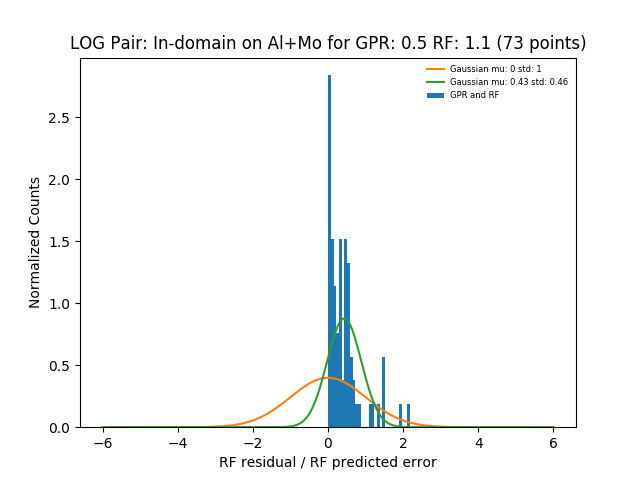 LOG Pair: In-domain on Al+Mo for GPR: 0.5 RF: 1.1 (73 points)
Gaussian mu: 0 std: 1
Gaussian mu: 0.43 std: 0.46
GPR and RF
Normalized Counts
2.5
2.0
1.5
1.0
0.5
0.0
−6 −4 −2 0 2 4 6
RF residual / RF predicted error